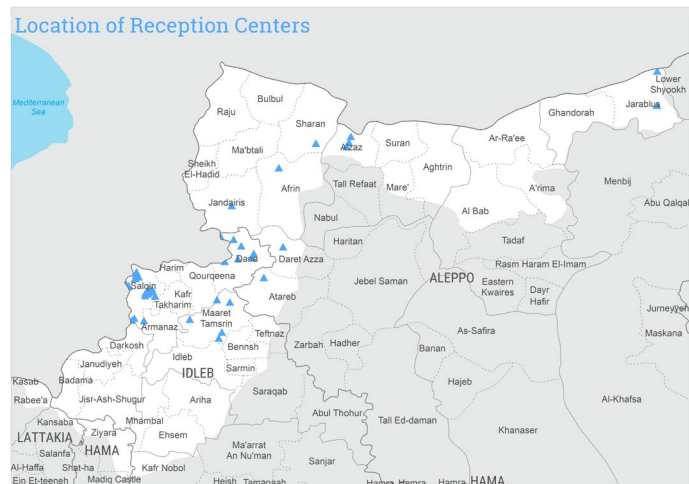 Location of Reception Centers
Mediterranean
Sea
Lower
Shyookh
Bulbul
Raju
Sharan
Jarablus
Ghandorah
Ar-Ra'ee
A'zaz
Suran
Ma'btali
Sheikh
El-Hadid
Aghtrin
Afrin
Tall Refaat
Mare'
A'rima
Menbij
Jandairis
Abu Qalqal
Nabul
Al Bab
Haritan
Tadaf
Dana
Daret Azza
Rasm Haram El-Imam
Harim
Qourqeena
ALEPPO
Jebel Saman
Eastern
Kwaires
Dayr
Hafir
Salqin
Kafr
Takharim
Atareb
Maaret
Tamsrin
Armanaz
Teftnaz
As-Safira
Maskana
Darkosh
Zarbah
Hadher
Bennsh
Banan
Idleb
Janudiyeh
Sarmin
IDLEB
Kasab
Badama
Hajeb
Saraqab
Rabee'a
Jisr-Ash-Shugur
Ariha
Al-Khafsa
Abul Thohur
Tall Ed-daman
Kansaba
Mhambal
Khanaser
LATTAKIA
Ziyara
Ehsem
HAMA
Salanfa
Ma'arrat
An Nu'man
Al-Haffa
Shat-ha
Kafr Nobol
Sanjar
Ein Et-teeneh
Madiq Castle
Heish
Tamanaah
Hamra
Hamra
HAMA